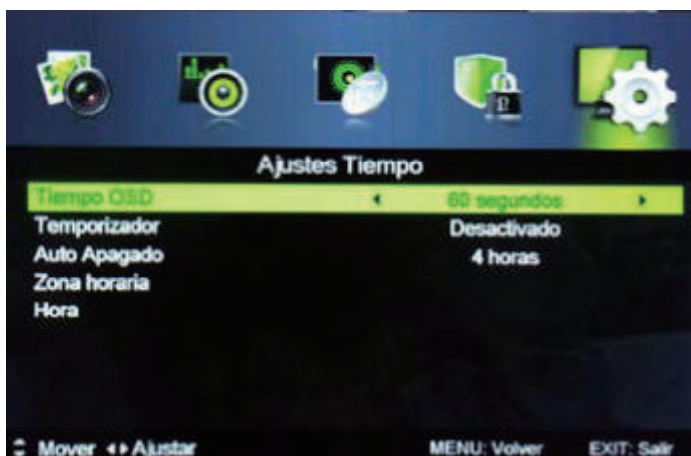 Ajustes Tiempo
Tiempo OSD 60 segundos
Temporizador Desactivado
Auto Apagado 4 horas
Zona horaria
Hora
Mover Ajustar MENU: Volver EXIT: Salir